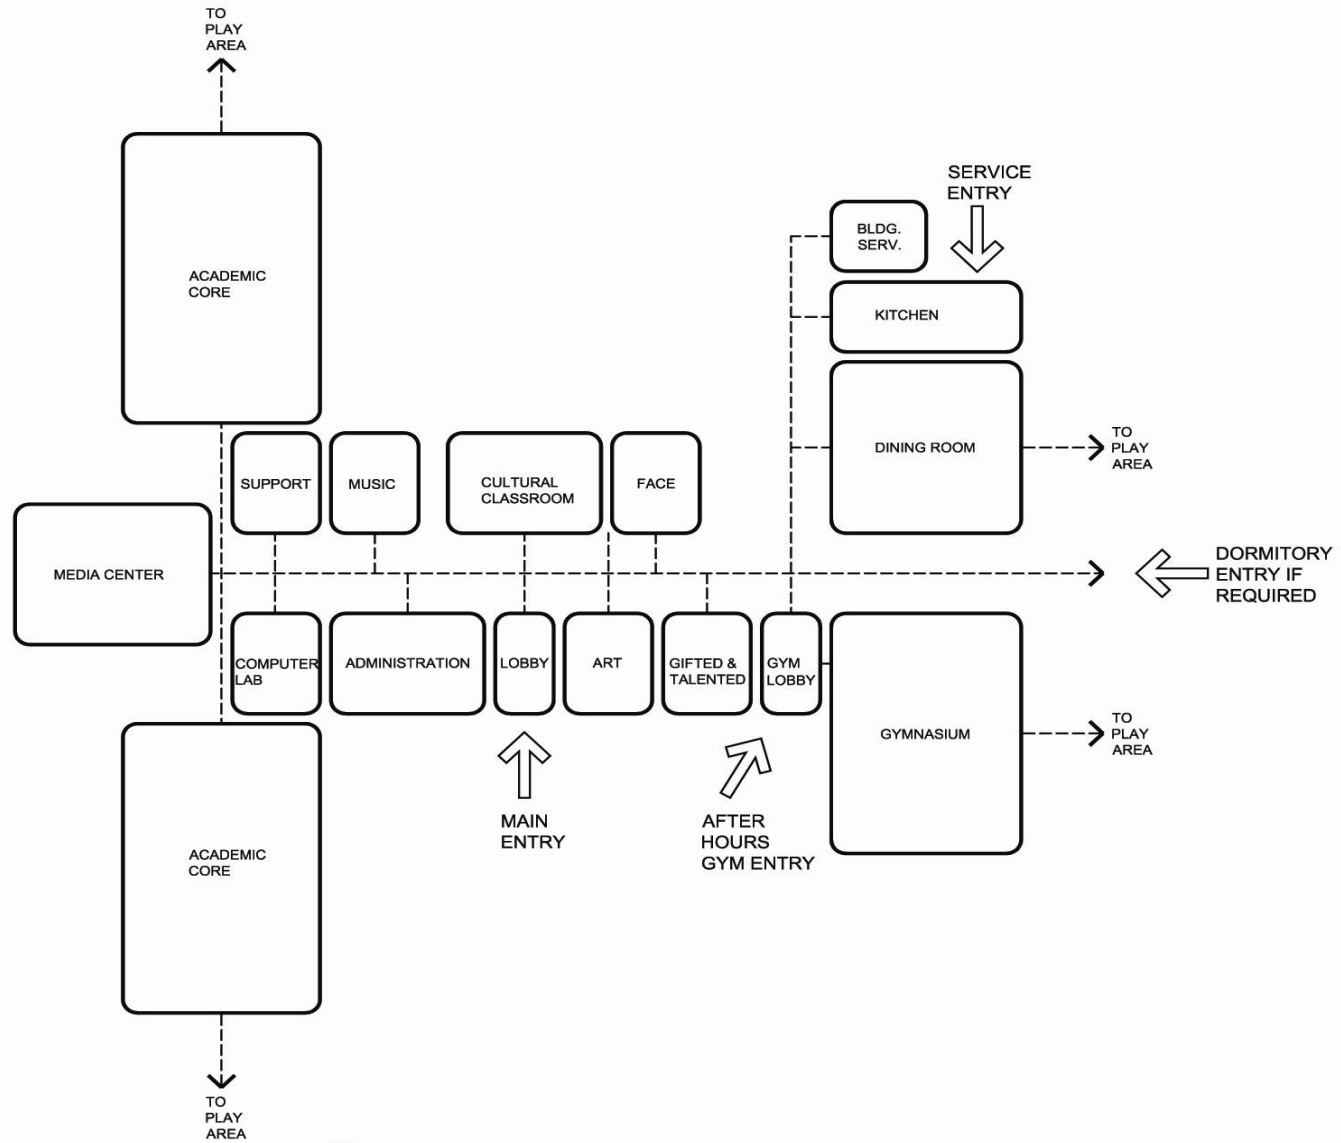 TO
PLAY
AREA
SERVICE
ENTRY
BLDG.
SERV.
ACADEMIC
CORE
KITCHEN
DINING ROOM
TO
PLAY
AREA
SUPPORT
MUSIC
CULTURAL
CLASSROOM
FACE
MEDIA CENTER
DORMITORY
ENTRY IF
REQUIRED
COMPUTER
LAB
ADMINISTRATION
LOBBY
ART
GIFTED &
TALENTED
GYM
LOBBY
GYMNASIUM
TO
PLAY
AREA
MAIN
ENTRY
AFTER
HOURS
GYM ENTRY
ACADEMIC
CORE
TO
PLAY
AREA